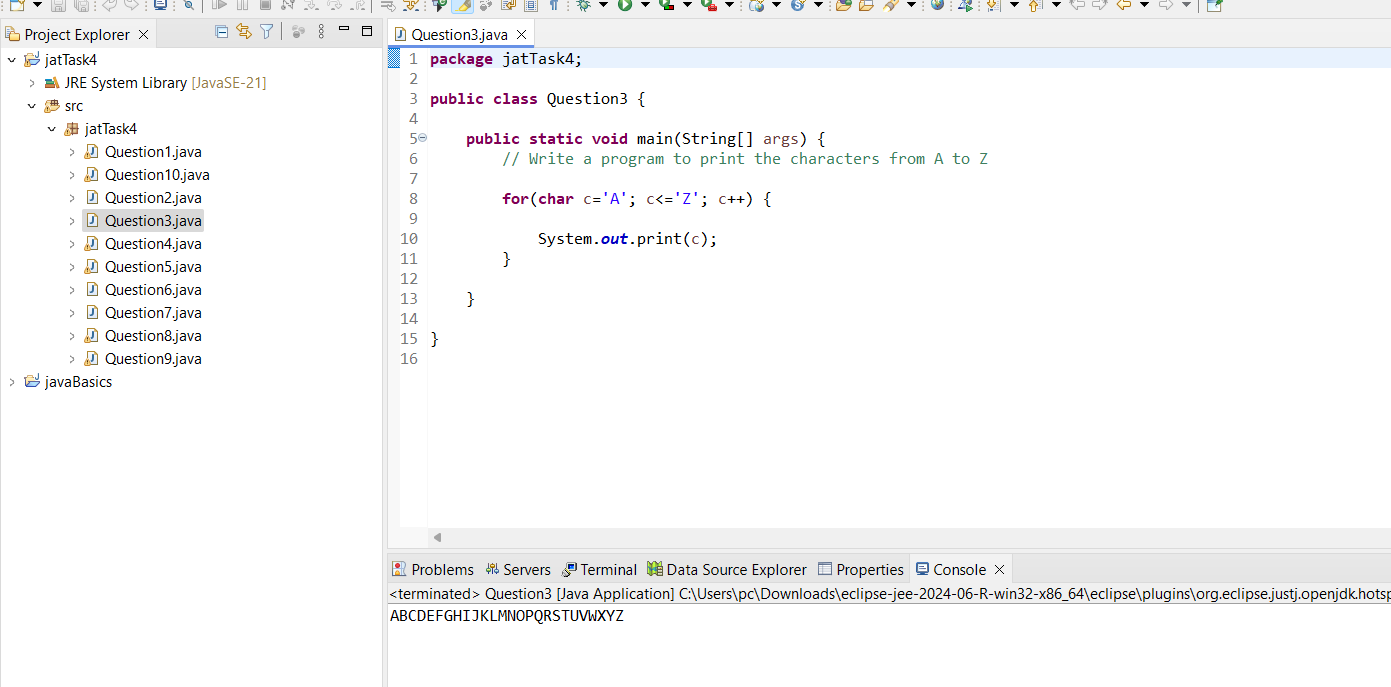 Project Explorer
jatTask4
JRE System Library [JavaSE-21]
src
jatTask4
Question1.java
Question10.java
Question2.java
Question3.java
Question4.java
Question5.java
Question6.java
Question7.java
Question8.java
Question9.java
javaBasics
Question3.java
1 package jatTask4;
2
3 public class Question3 {
4
5 public static void main(String[] args) {
6 // Write a program to print the characters from A to Z
7
8 for(char c='A'; c<='Z'; c++) {
9
10 System.out.print(c);
11 }
12
13 }
14
15 }
16
Problems Servers Terminal Data Source Explorer Properties Console
<terminated> Question3 [Java Application] C:\Users\pc\Downloads\eclipse-jee-2024-06-R-win32-x86_64\eclipse\plugins\org.eclipse.justj.openjdk.hotsp
ABCDEFGHIJKLMNOPQRSTUVWXYZ